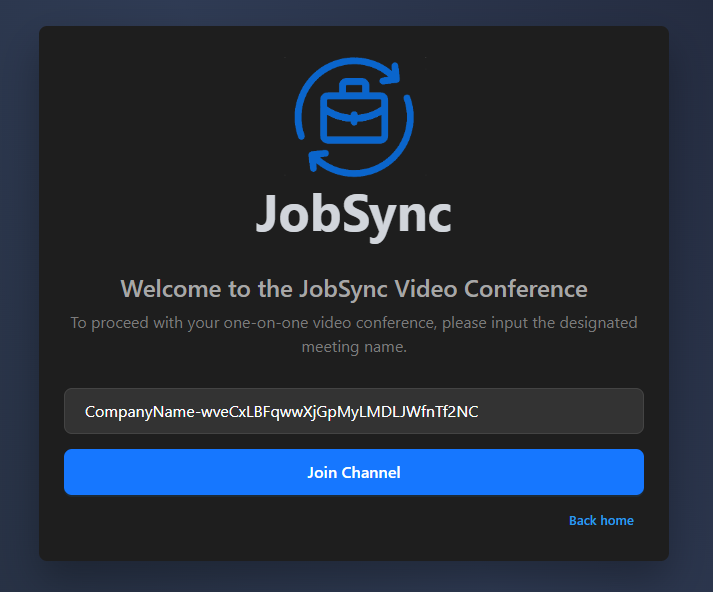 JobSync
Welcome to the JobSync Video Conference
To proceed with your one-on-one video conference, please input the designated
meeting name.
CompanyName-wveCxLBFqwwXjGpMyLMDLJWfnTf2NC
Join Channel
Back home